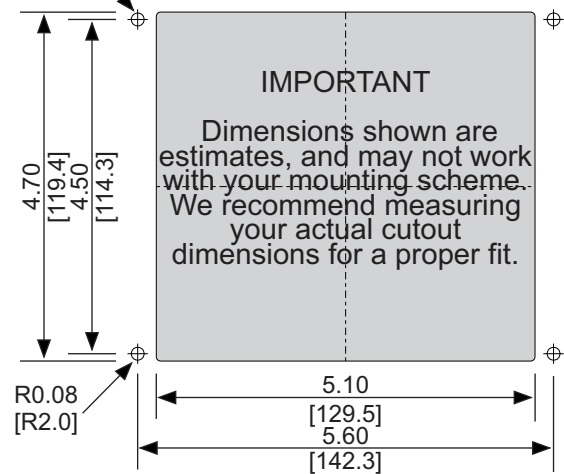 IMPORTANT
Dimensions shown are
estimates, and may not work
with your mounting scheme.
We recommend measuring
your actual cutout
dimensions for a proper fit.
4.70
[119.4]
4.50
[114.3]
R0.08
[R2.0]
5.10
[129.5]
5.60
[142.3]